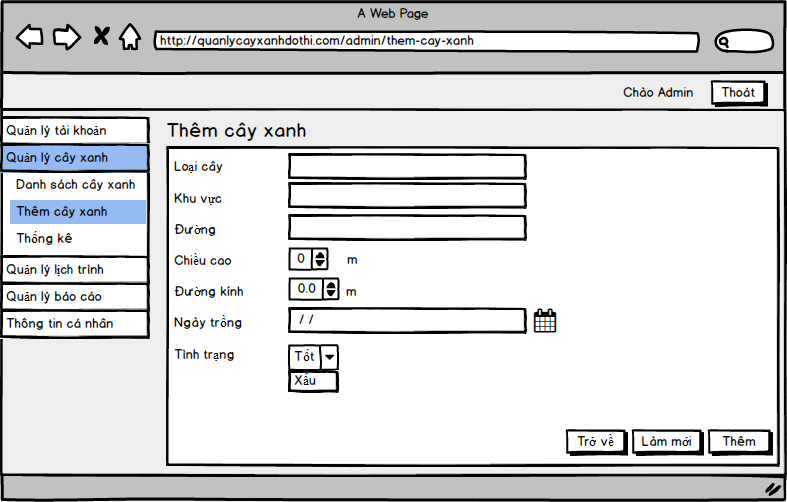 A Web Page
http://quanlycayxanhdothi.com/admin/them-cay-xanh
Chào Admin
Thoát
Quản lý tài khoản
Quản lý cây xanh
Danh sách cây xanh
Thêm cây xanh
Thống kê
Quản lý lịch trình
Quản lý báo cáo
Thông tin cá nhân
Thêm cây xanh
Loại cây
Khu vực
Đường
Chiều cao 0 m
Đường kính 0.0 m
Ngày trồng / /
Tình trạng Tốt
Xấu
Trở về Làm mới Thêm